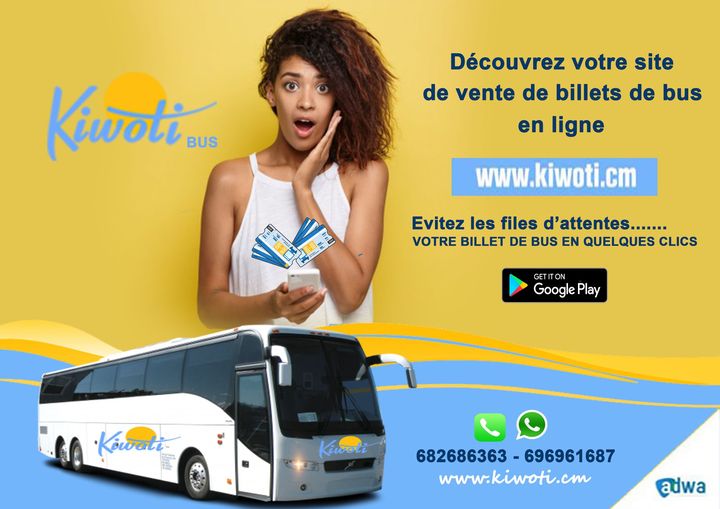 Kiwoti BUS
Découvrez votre site
de vente de billets de bus
en ligne
www.kiwoti.cm
Evitez les files d'attentes.......
VOTRE BILLET DE BUS EN QUELQUES CLICS
GET IT ON
Google Play
Kiwoti
Kiwoti
682686363 - 696961687
www.kiwoti.cm
adwa